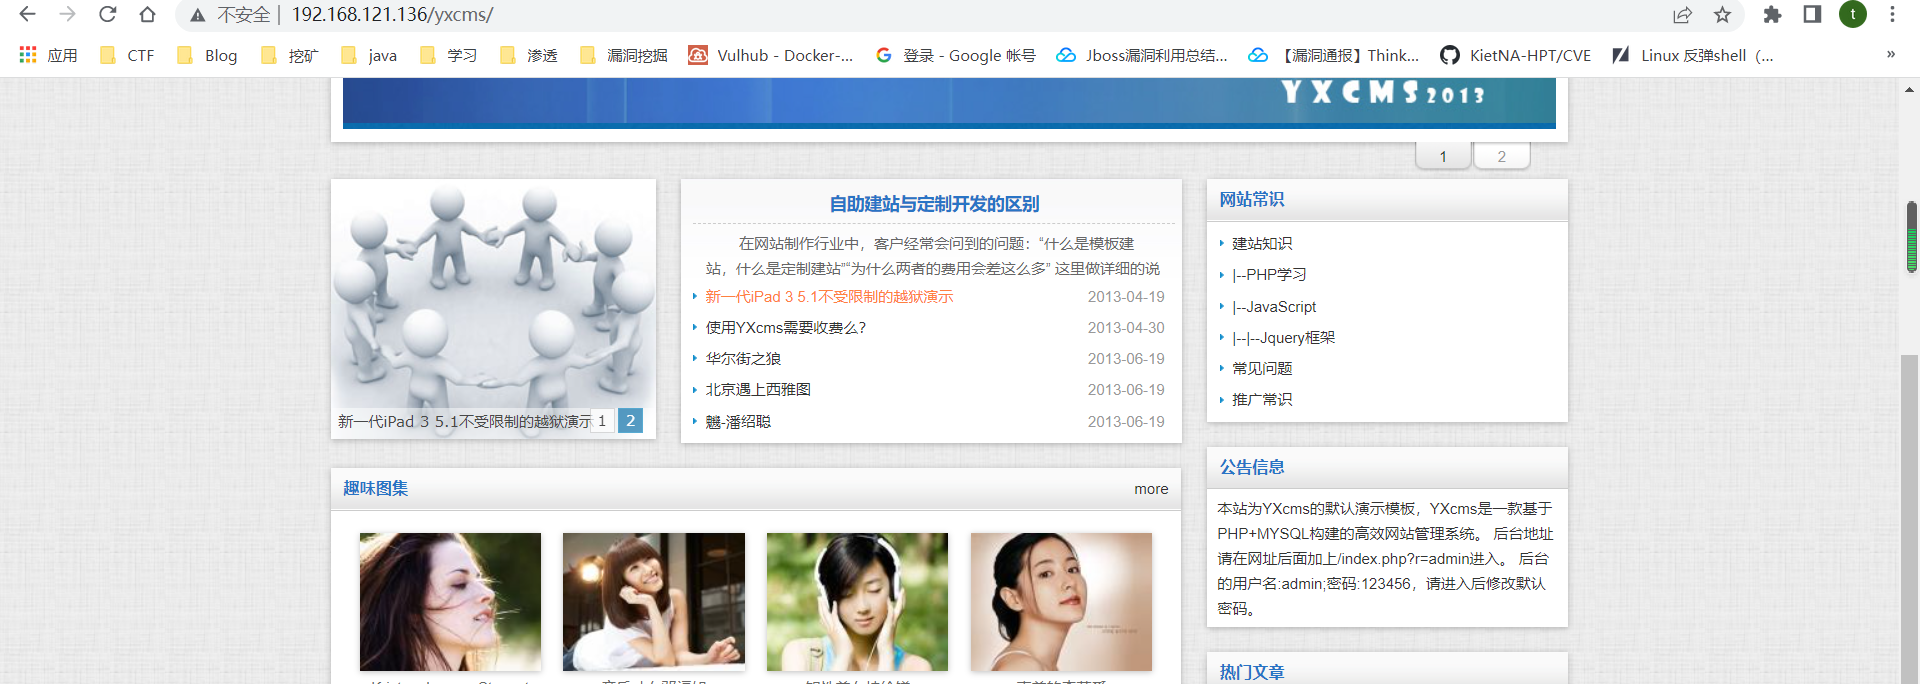 不安全 | 192.168.121.136/yxcms/
t
应用 CTF Blog 挖矿 java 学习 渗透 漏洞挖掘 Vulhub - Docker-... 登录 - Google 帐号 Jboss漏洞利用总结... 【漏洞通报】Think... KietNA-HPT/CVE Linux 反弹shell（... »
YXCMS2013
1 2
新一代iPad 3 5.1不受限制的越狱演示 1 2
自助建站与定制开发的区别
在网站制作行业中，客户经常会问到的问题：“什么是模板建
站，什么是定制建站”“为什么两者的费用会差这么多” 这里做详细的说
新一代iPad 3 5.1不受限制的越狱演示 2013-04-19
使用YXcms需要收费么？ 2013-04-30
华尔街之狼 2013-06-19
北京遇上西雅图 2013-06-19
-潘绍聪 2013-06-19
网站常识
建站知识
|--PHP学习
|--JavaScript
|--|--Jquery框架
常见问题
推广常识
趣味图集 more
公告信息
本站为YXcms的默认演示模板，YXcms是一款基于
PHP+MYSQL构建的高效网站管理系统。 后台地址
请在网址后面加上/index.php?r=admin进入。 后台
的用户名:admin;密码:123456，请进入后修改默认
密码。
热门文章